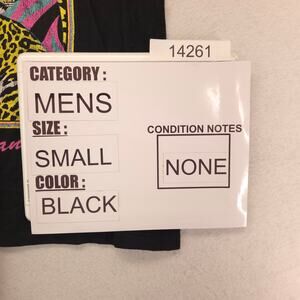 14261
CATEGORY :
MENS
SIZE :
SMALL
COLOR :
BLACK
CONDITION NOTES
NONE